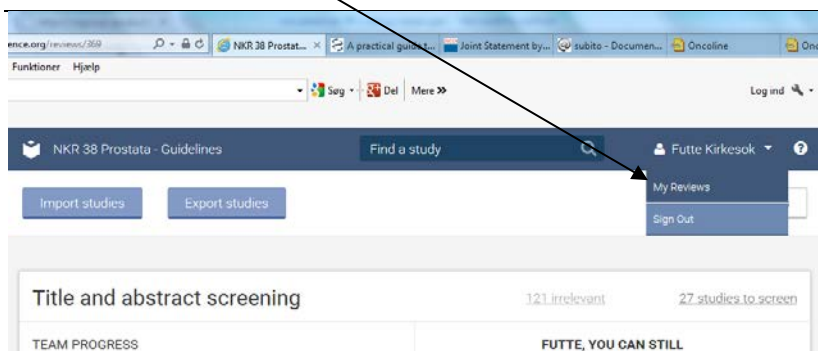 ence.org/reviews/369 NKR 38 Prostat... × A practical guide t... Joint Statement by... subito - Documen... Oncoline Onc
Funktioner Hjælp
Søg Del Mere » Log ind
NKR 38 Prostata - Guidelines Find a study Futte Kirkesok ?
My Reviews
Import studies Export studies Sign Out
Title and abstract screening 121 irrelevant 27 studies to screen
TEAM PROGRESS FUTTE, YOU CAN STILL